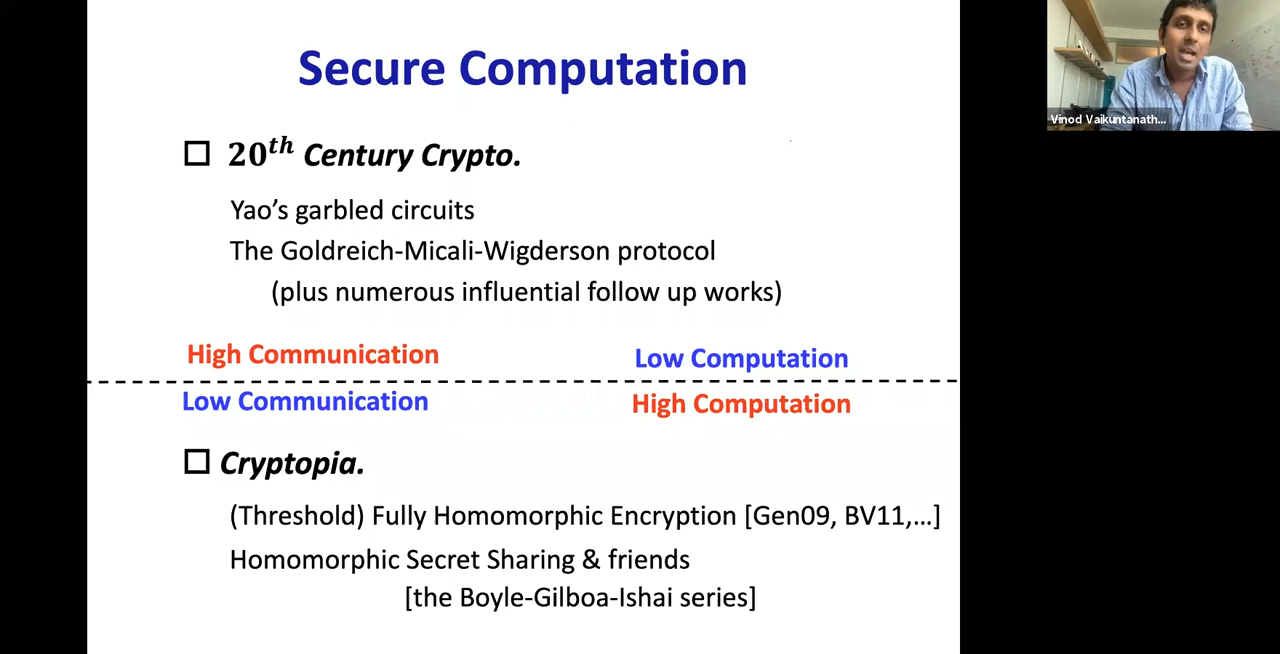 Secure Computation
Vinod Vaikuntanath...
20th Century Crypto.
Yao's garbled circuits
The Goldreich-Micali-Wigderson protocol
(plus numerous influential follow up works)
High Communication Low Computation
Low Communication High Computation
Cryptopia.
(Threshold) Fully Homomorphic Encryption [Gen09, BV11,...]
Homomorphic Secret Sharing & friends
[the Boyle-Gilboa-Ishai series]